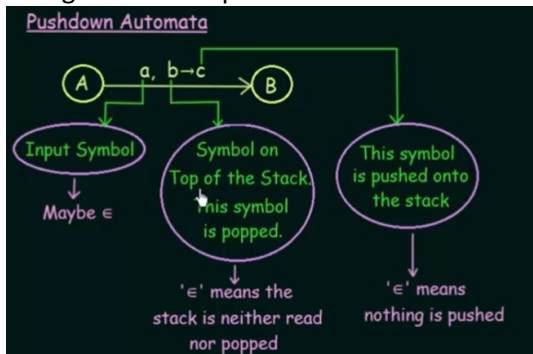 Pushdown Automata
a, b→c
A
B
Input Symbol
Maybe ∈
Symbol on
Top of the Stack.
This symbol
is popped.
'∈' means the
stack is neither read
nor popped
This symbol
is pushed onto
the stack
'∈' means
nothing is pushed